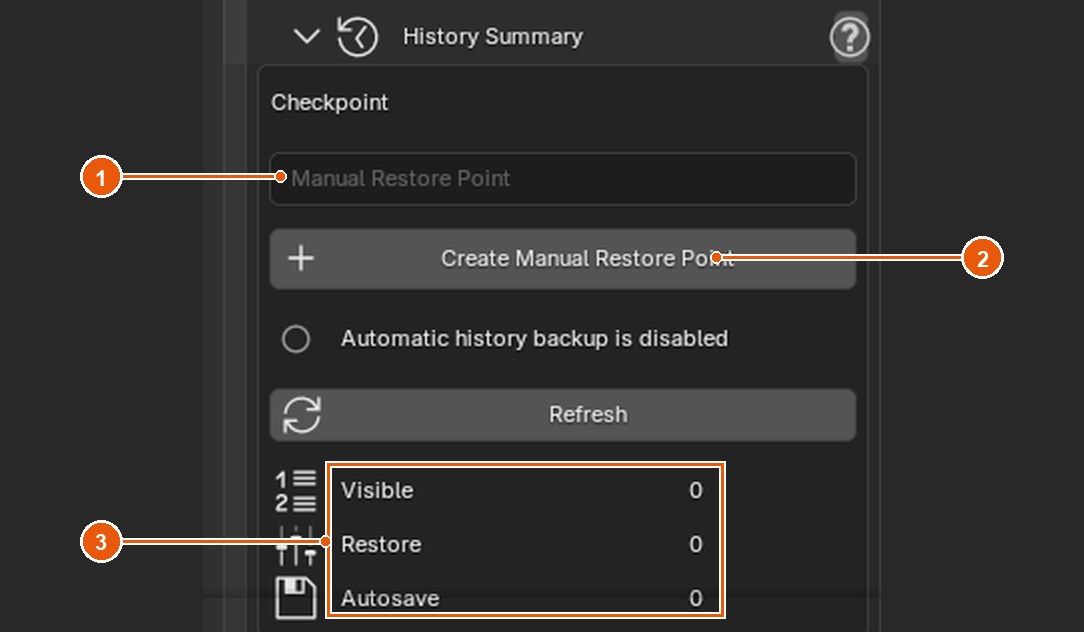 History Summary
?
Checkpoint
1
Manual Restore Point
Create Manual Restore Point
2
Automatic history backup is disabled
Refresh
Visible 0
3
Restore 0
Autosave 0